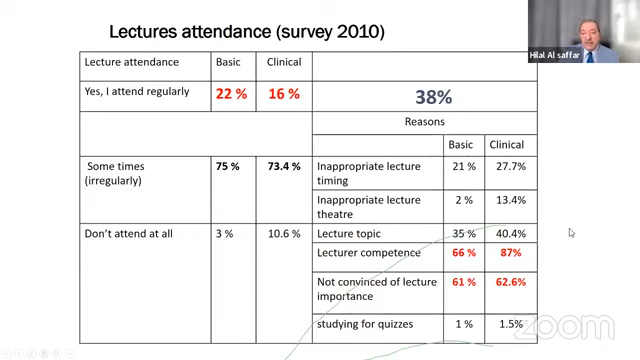 Lectures attendance (survey 2010)
Hilal Al saffar
Lecture attendance Basic Clinical
Yes, I attend regularly 22 % 16 % 38%
Reasons
Basic Clinical
Some times
(irregularly) 75 % 73.4 % Inappropriate lecture
timing 21 % 27.7%
Inappropriate lecture
theatre 2 % 13.4%
Don't attend at all 3 % 10.6 % Lecture topic 35 % 40.4%
Lecturer competence 66 % 87%
Not convinced of lecture
importance 61 % 62.6%
studying for quizzes 1 % 1.5%
zoom